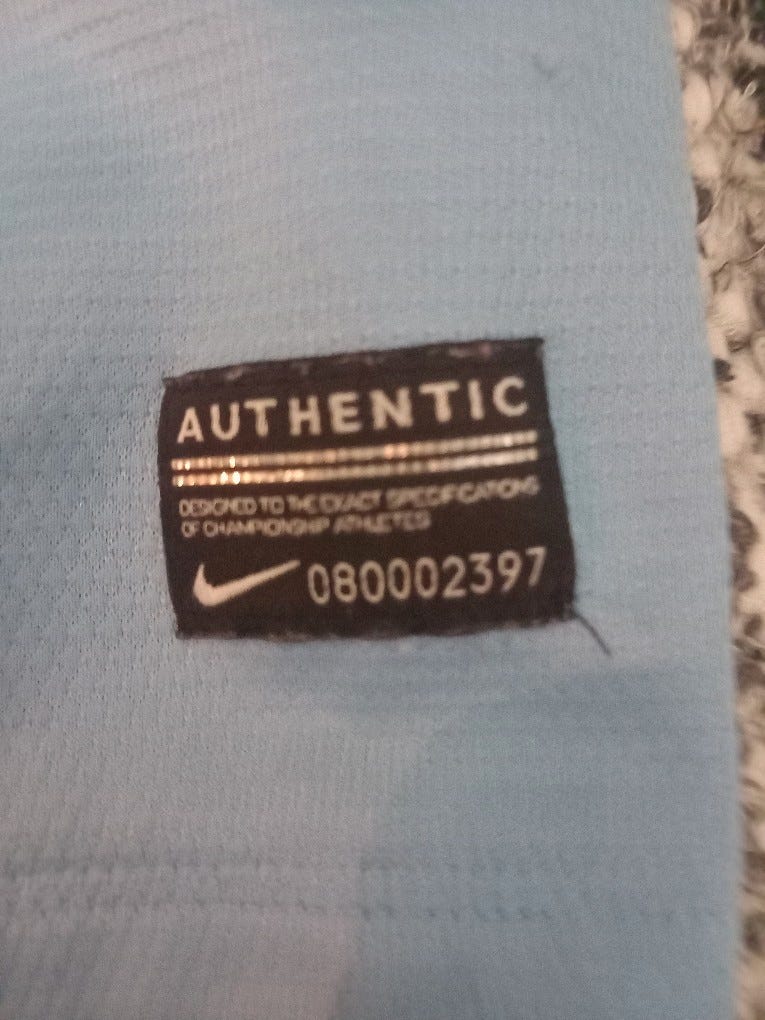 AUTHENTIC
DESIGNED TO THE EXACT SPECIFICATIONS
OF CHAMPIONSHIP ATHLETES
080002397